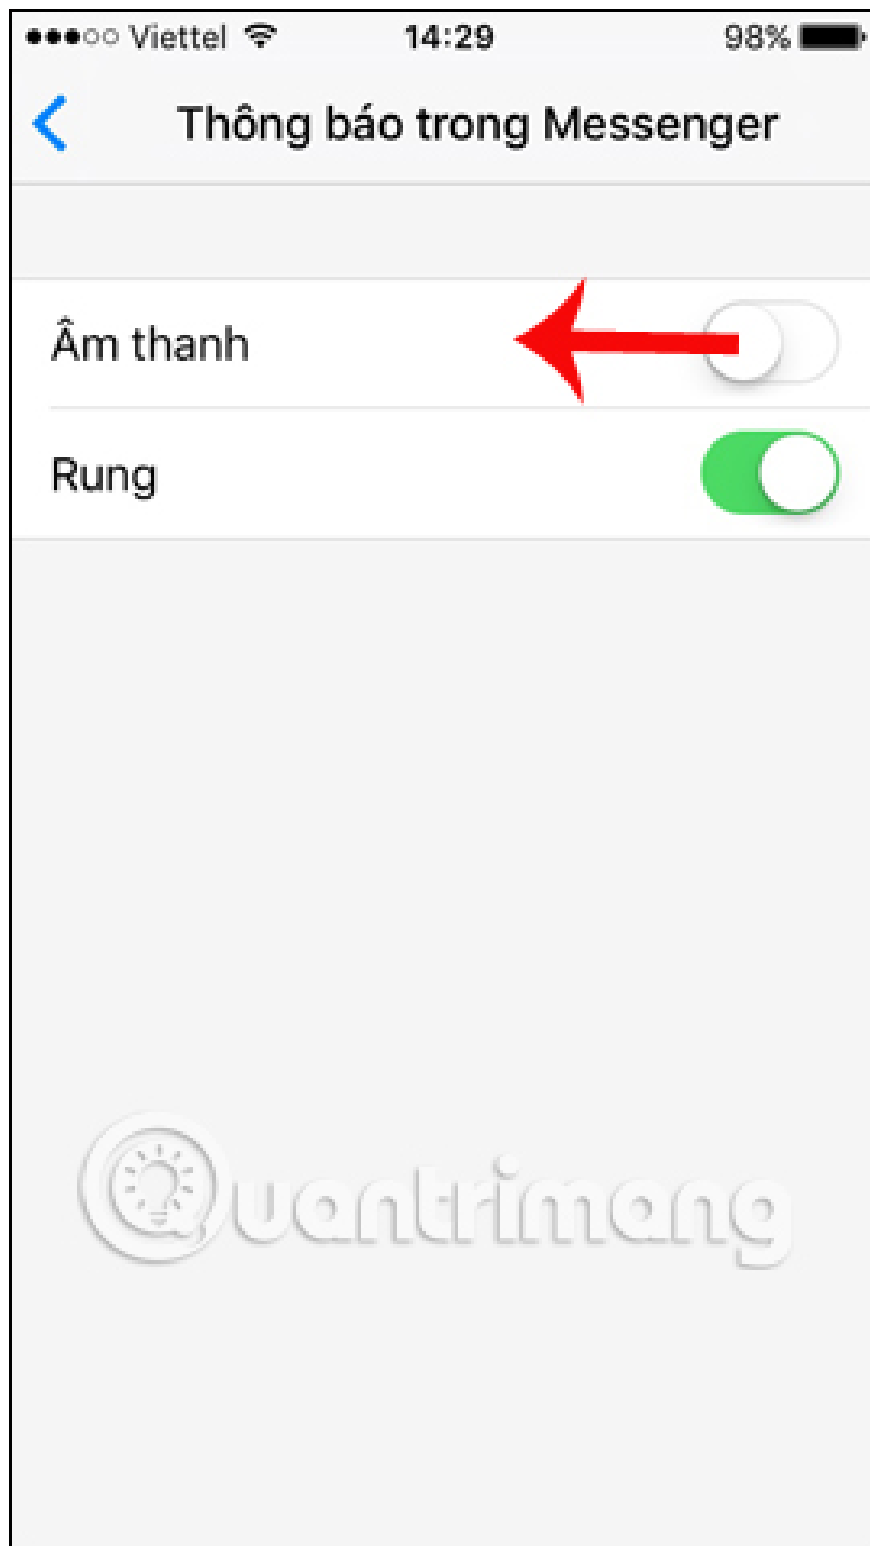 Viettel 14:29 98%
Thông báo trong Messenger
Âm thanh
Rung
Quantrimang